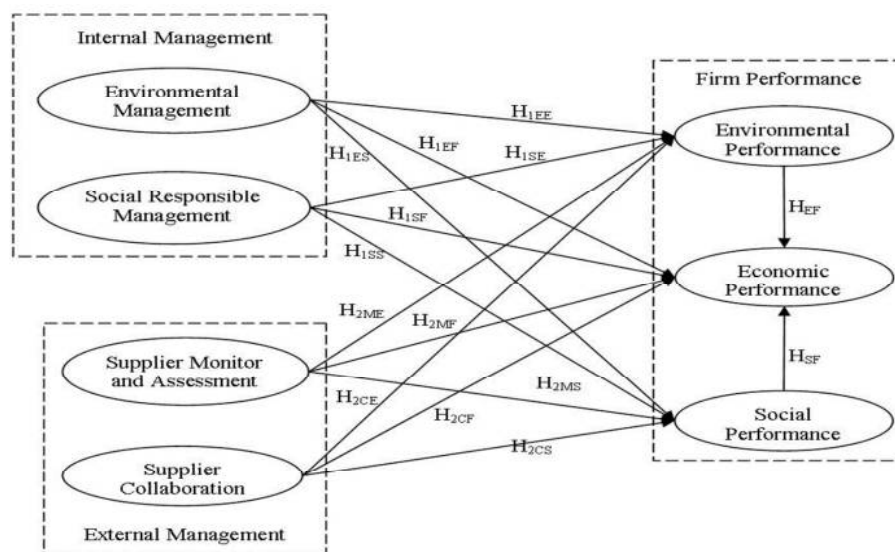 Internal Management
Environmental
Management
Social Responsible
Management
H1EE
H1ES
H1EF
H1SE
H1SF
H1SS
Firm Performance
Environmental
Performance
HEF
Economic
Performance
HSF
Social
Performance
H2ME
H2MF
H2MS
H2CE
H2CF
H2CS
Supplier Monitor
and Assessment
Supplier
Collaboration
External Management